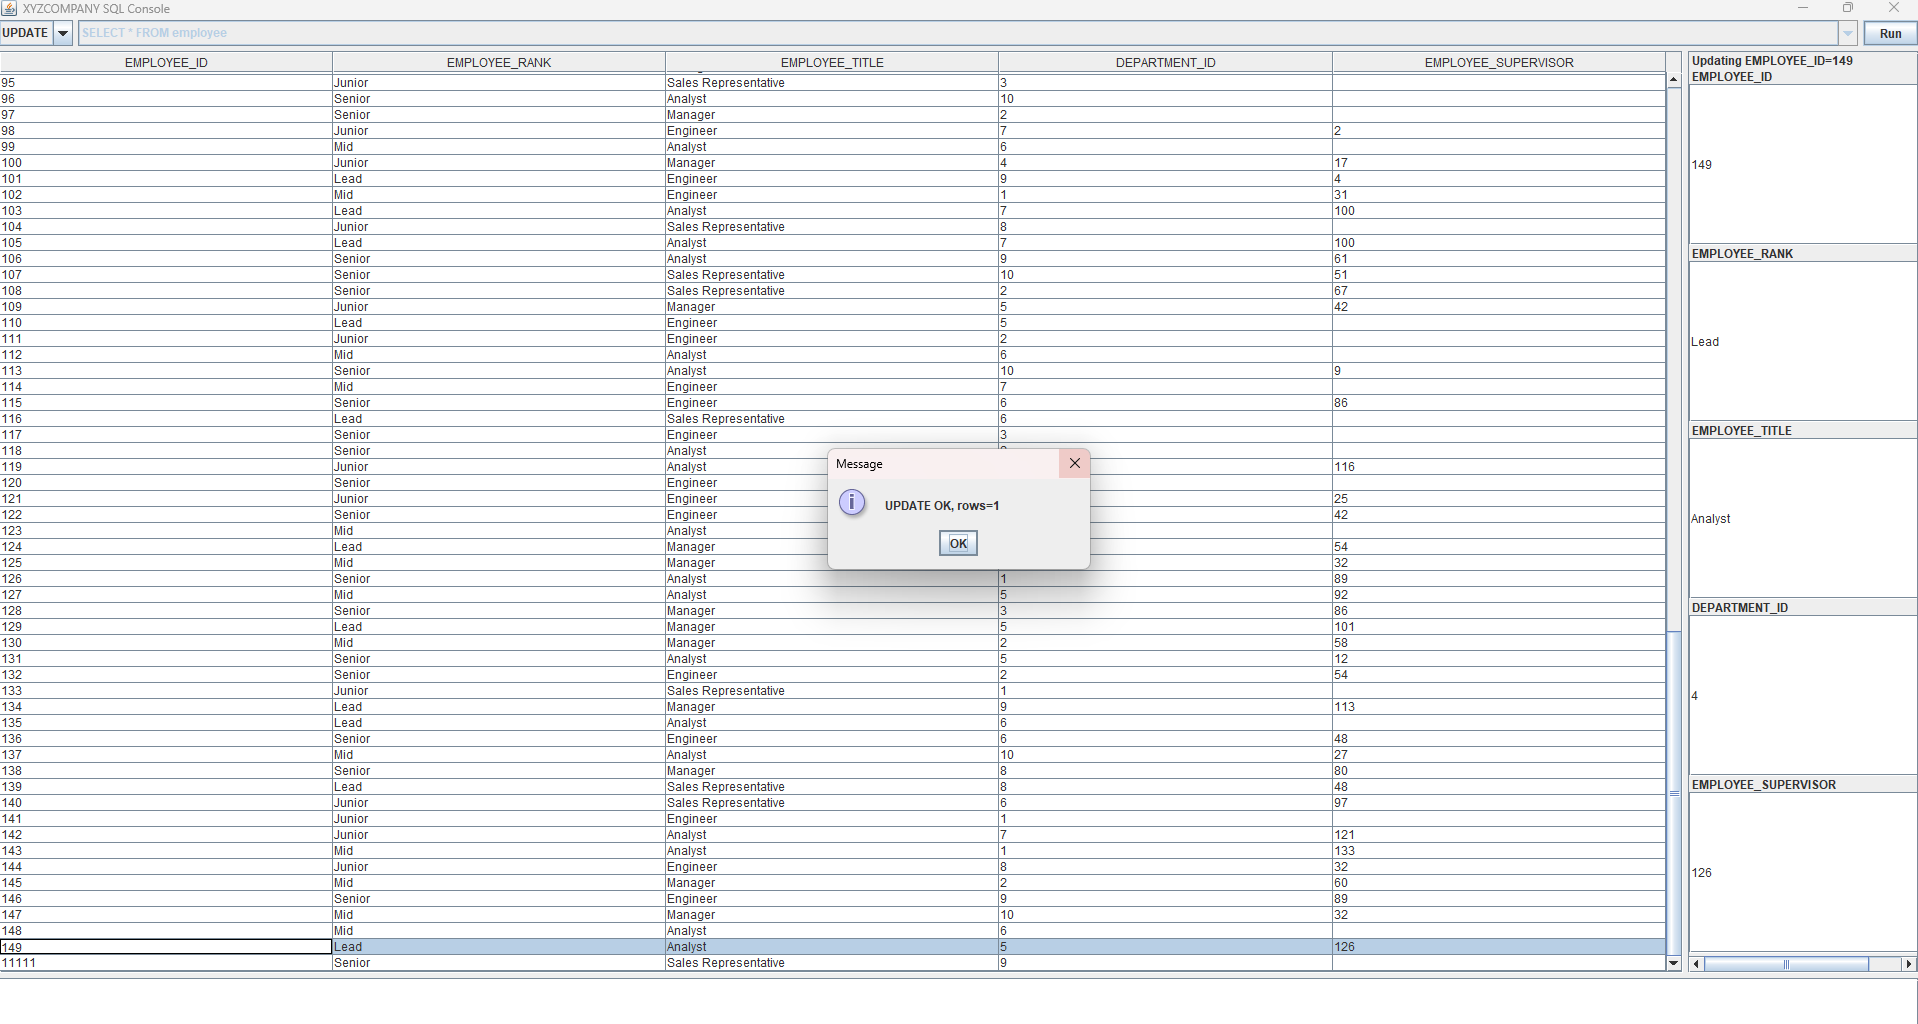 XYZCOMPANY SQL Console
UPDATE SELECT * FROM employee Run
EMPLOYEE_ID EMPLOYEE_RANK EMPLOYEE_TITLE DEPARTMENT_ID EMPLOYEE_SUPERVISOR
95 Junior Sales Representative 3
96 Senior Analyst 10
97 Senior Manager 2
98 Junior Engineer 7 2
99 Mid Analyst 6
100 Junior Manager 4 17
101 Lead Engineer 9 4
102 Mid Engineer 1 31
103 Lead Analyst 7 100
104 Junior Sales Representative 8
105 Lead Analyst 7 100
106 Senior Analyst 9 61
107 Senior Sales Representative 10 51
108 Senior Sales Representative 2 67
109 Junior Manager 5 42
110 Lead Engineer 5
111 Junior Engineer 2
112 Mid Analyst 6
113 Senior Analyst 10 9
114 Mid Engineer 7
115 Senior Engineer 6 86
116 Lead Sales Representative 6
117 Senior Engineer 3
118 Senior Analyst
119 Junior Analyst 116
120 Senior Engineer
121 Junior Engineer 25
122 Senior Engineer 42
123 Mid Analyst
124 Lead Manager 54
125 Mid Manager 32
126 Senior Analyst 1 89
127 Mid Analyst 5 92
128 Senior Manager 3 86
129 Lead Manager 5 101
130 Mid Manager 2 58
131 Senior Analyst 5 12
132 Senior Engineer 2 54
133 Junior Sales Representative 1
134 Lead Manager 9 113
135 Lead Analyst 6
136 Senior Engineer 6 48
137 Mid Analyst 10 27
138 Senior Manager 8 80
139 Lead Sales Representative 8 48
140 Junior Sales Representative 6 97
141 Junior Engineer 1
142 Junior Analyst 7 121
143 Mid Analyst 1 133
144 Junior Engineer 8 32
145 Mid Manager 2 60
146 Senior Engineer 9 89
147 Mid Manager 10 32
148 Mid Analyst 6
149 Lead Analyst 5 126
11111 Senior Sales Representative 9
Message
UPDATE OK, rows=1
OK
Updating EMPLOYEE_ID=149
EMPLOYEE_ID
149
EMPLOYEE_RANK
Lead
EMPLOYEE_TITLE
Analyst
DEPARTMENT_ID
4
EMPLOYEE_SUPERVISOR
126